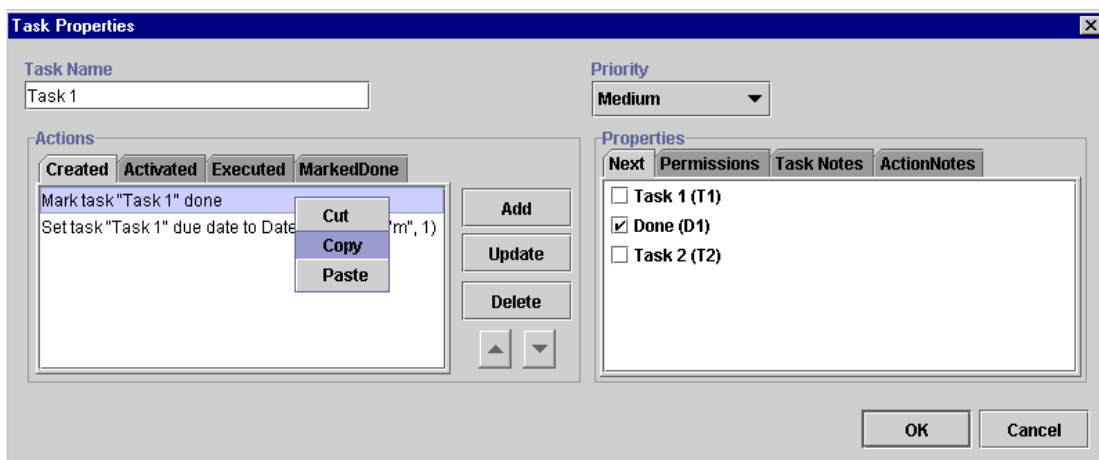 Task Properties
Task Name
Priority
Task 1
Medium
Actions
Properties
Created Activated Executed MarkedDone
Next Permissions Task Notes ActionNotes
Mark task "Task 1" done
Set task "Task 1" due date to Date "m", 1)
Cut
Copy
Paste
Add
Update
Delete
Task 1 (T1)
Done (D1)
Task 2 (T2)
OK
Cancel